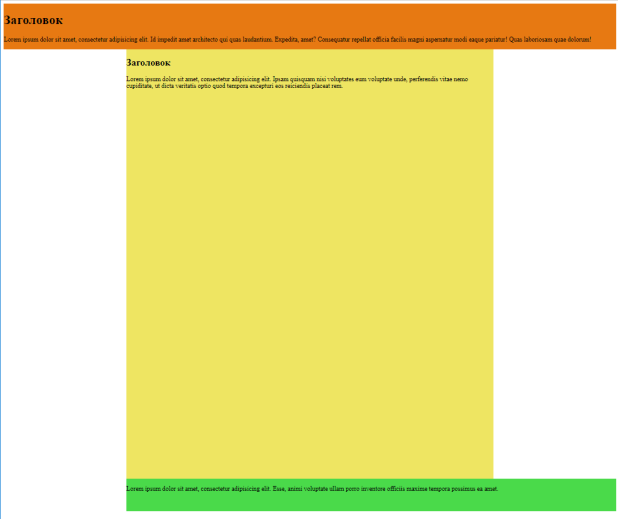 Заголовок
Lorem ipsum dolor sit amet, consectetur adipisicing elit. Id impedit amet architecto qui quas laudantium. Expedita, amet? Consequatur repellat officia facilis magni aspernatur modi eaque pariatur! Quas laboriosam quae dolorum!
Заголовок
Lorem ipsum dolor sit amet, consectetur adipisicing elit. Ipsam quisquam nisi voluptates eum voluptate unde, perferendis vitae nemo
cupiditate, ut dicta veritatis optio quod tempora excepturi eos reiciendis placeat rem.
Lorem ipsum dolor sit amet, consectetur adipisicing elit. Esse, animi voluptate ullam porro inventore officiis maxime tempora possimus ea amet.